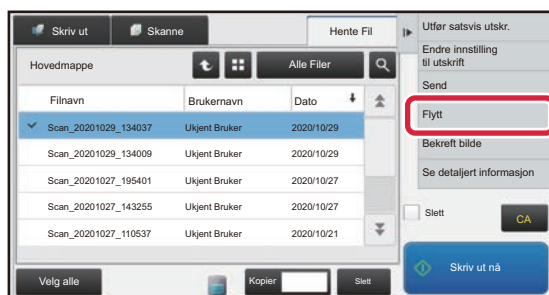 Skriv ut
Skanne
Hente Fil
Hovedmappe
Alle Filer
Filnavn
Brukernavn
Dato
Scan_20201029_134037 Ukjent Bruker 2020/10/29
Scan_20201029_134009 Ukjent Bruker 2020/10/29
Scan_20201027_195401 Ukjent Bruker 2020/10/27
Scan_20201027_143255 Ukjent Bruker 2020/10/27
Scan_20201027_110537 Ukjent Bruker 2020/10/21
Velg alle
Kopier
Slett
Utfør satsvis utskr.
Endre innstilling
til utskrift
Send
Flytt
Bekreft bilde
Se detaljert informasjon
Slett
CA
Skriv ut nå